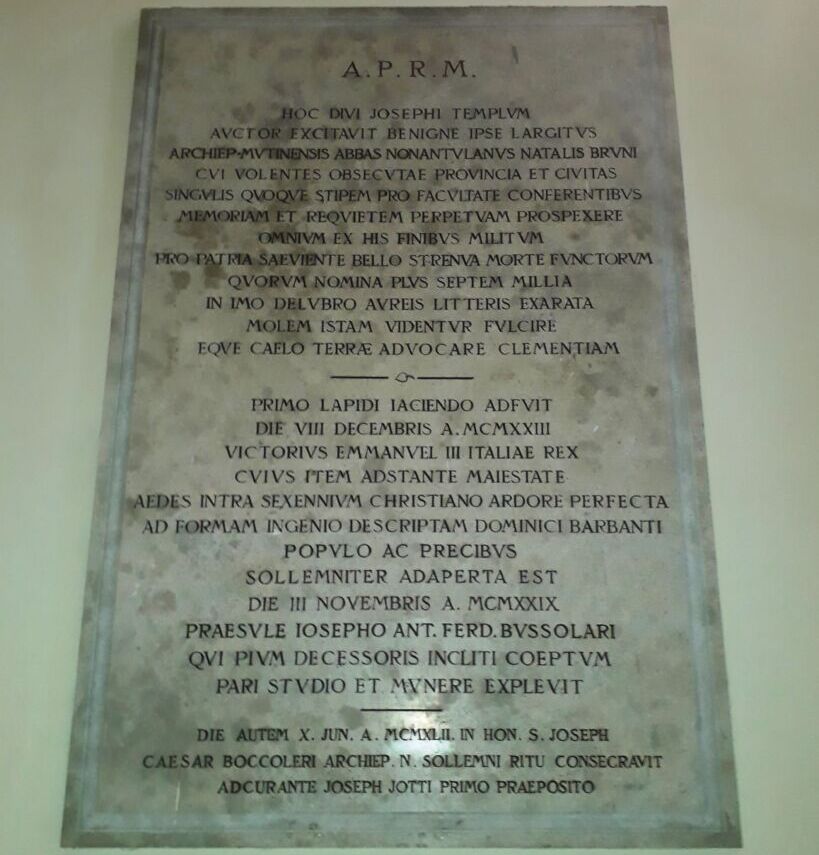 A.P.R.M.
HOC DIVI JOSEPHI TEMPLVM
AVCTOR EXCITAVIT BENIGNE IPSE LARGITVS
ARCHIEP·MVTINENSIS ABBAS NONANTVLANVS NATALIS BRVNI
CVI VOLENTES OBSECVTAE PROVINCIA ET CIVITAS
SINGVLIS QVOQVE STIPEM PRO FACVLTATE CONFERENTIBVS
MEMORIAM ET REQVIETEM PERPETVAM PROSPEXERE
OMNIVM EX HIS FINIBVS MILITVM
PRO PATRIA SAEVIENTE BELLO STRENVA MORTE FVNCTORVM
QVORVM NOMINA PLVS SEPTEM MILLIA
IN IMO DELVBRO AVREIS LITTERIS EXARATA
MOLEM ISTAM VIDENTVR FVLCIRE
EQVE CAELO TERRÆ ADVOCARE CLEMENTIAM
PRIMO LAPIDI IACIENDO ADFVIT
DIE VIII DECEMBRIS A.MCMXXIII
VICTORIVS EMMANVEL III ITALIAE REX
CVIVS ITEM ADSTANTE MAIESTATE
AEDES INTRA SEXENNIVM CHRISTIANO ARDORE PERFECTA
AD FORMAM INGENIO DESCRIPTAM DOMINICI BARBANTI
POPVLO AC PRECIBVS
SOLLEMNITER ADAPERTA EST
DIE III NOVEMBRIS A. MCMXXIX
PRAESVLE IOSEPHO ANT. FERD. BVSSOLARI
QVI PIVM DECESSORIS INCLITI COEPTVM
PARI STVDIO ET MVNERE EXPLEVIT
DIE AUTEM X. JUN. A. MCMXLII. IN HON. S. JOSEPH
CAESAR BOCCOLERI ARCHIEP. N. SOLLEMNI RITU CONSECRAVIT
ADCURANTE JOSEPH JOTTI PRIMO PRAEPOSITO